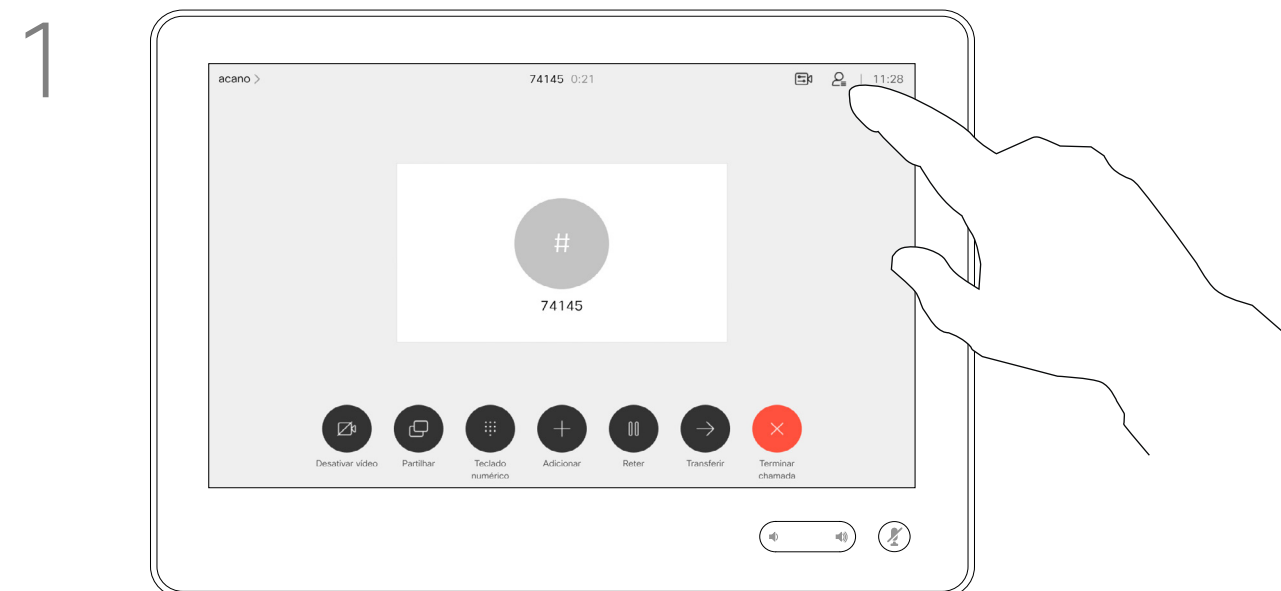 1
acano >
74145 0:21
11:28
#
74145
Desativar vídeo
Partilhar
Teclado
numérico
Adicionar
Reter
Transferir
Terminar
chamada